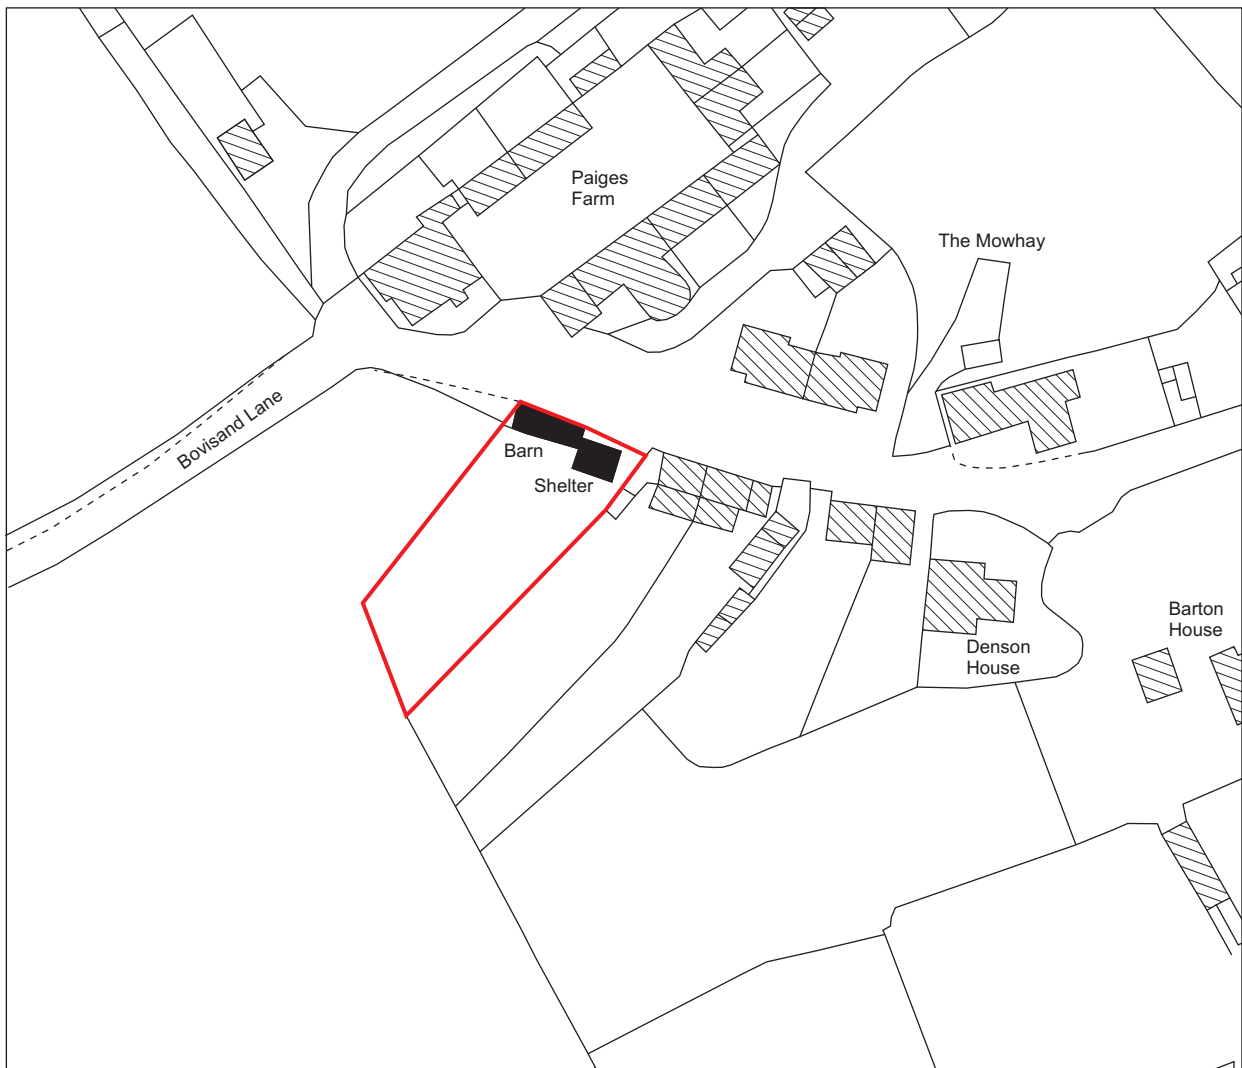 Paiges
Farm
The Mowhay
Bovisand Lane
Barn
Shelter
Denson
House
Barton
House